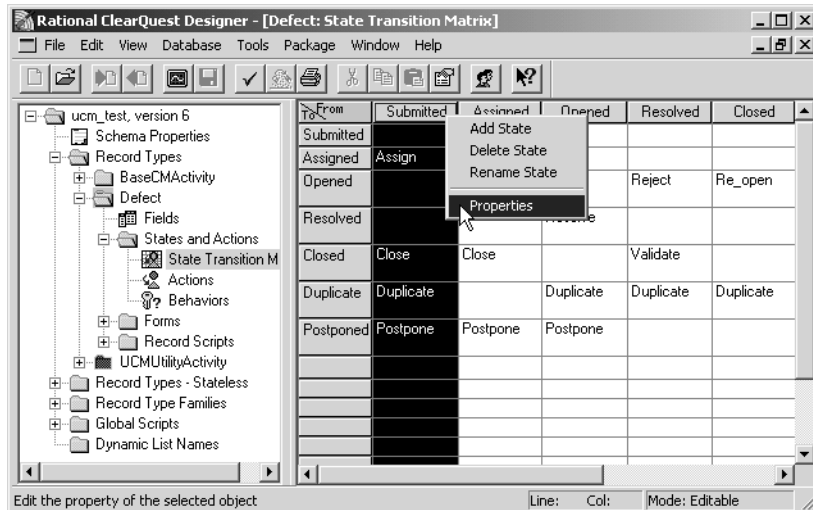 Rational ClearQuest Designer - [Defect: State Transition Matrix]
File Edit View Database Tools Package Window Help
ucm_test, version 6
Schema Properties
Record Types
BaseCMActivity
Defect
Fields
States and Actions
State Transition M
Actions
Behaviors
Forms
Record Scripts
UCMUtilityActivity
Record Types - Stateless
Record Type Families
Global Scripts
Dynamic List Names
From
To
Submitted Assigned Opened Resolved Closed
Submitted
Assigned Assign
Opened Reject Re_open
Resolved
Closed Close Close Validate
Duplicate Duplicate Duplicate Duplicate Duplicate
Postponed Postpone Postpone Postpone
Add State
Delete State
Rename State
Properties
Edit the property of the selected object Line: Col: Mode: Editable